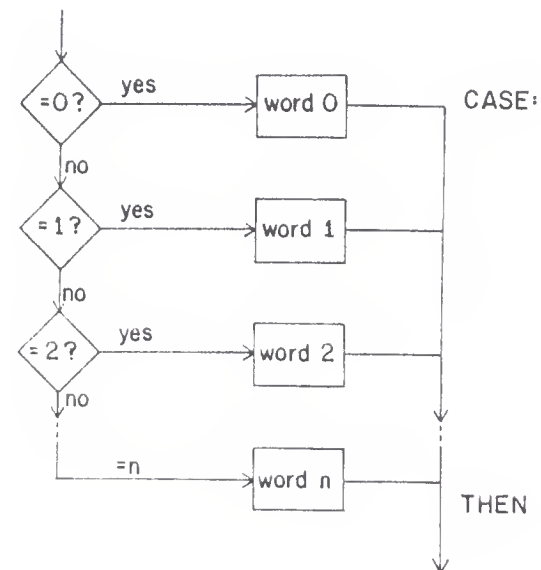 yes
=0?
word 0
CASE:
no
yes
=1?
word 1
no
yes
=2?
word 2
no
=n
word n
THEN